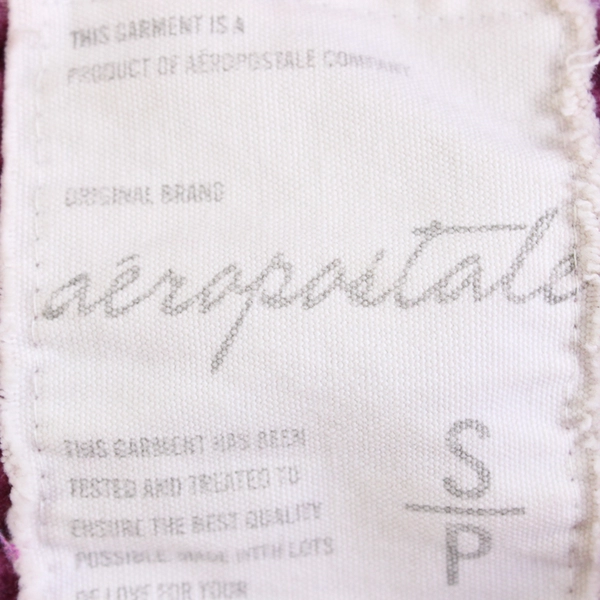 THIS GARMENT IS A
PRODUCT OF AÉROPOSTALE COMPANY
ORIGINAL BRAND
aéropostale
THIS GARMENT HAS BEEN
TESTED AND TREATED TO
ENSURE THE BEST QUALITY
POSSIBLE. MADE WITH LOTS
OF LOVE FOR YOUR
S
P